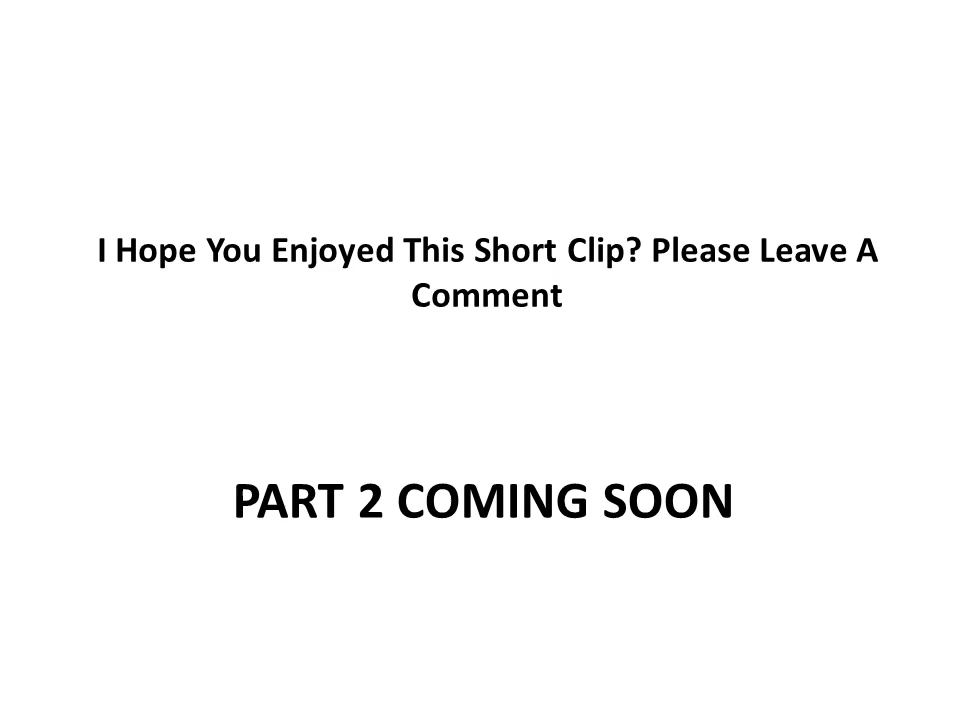 I Hope You Enjoyed This Short Clip? Please Leave A
Comment
PART 2 COMING SOON